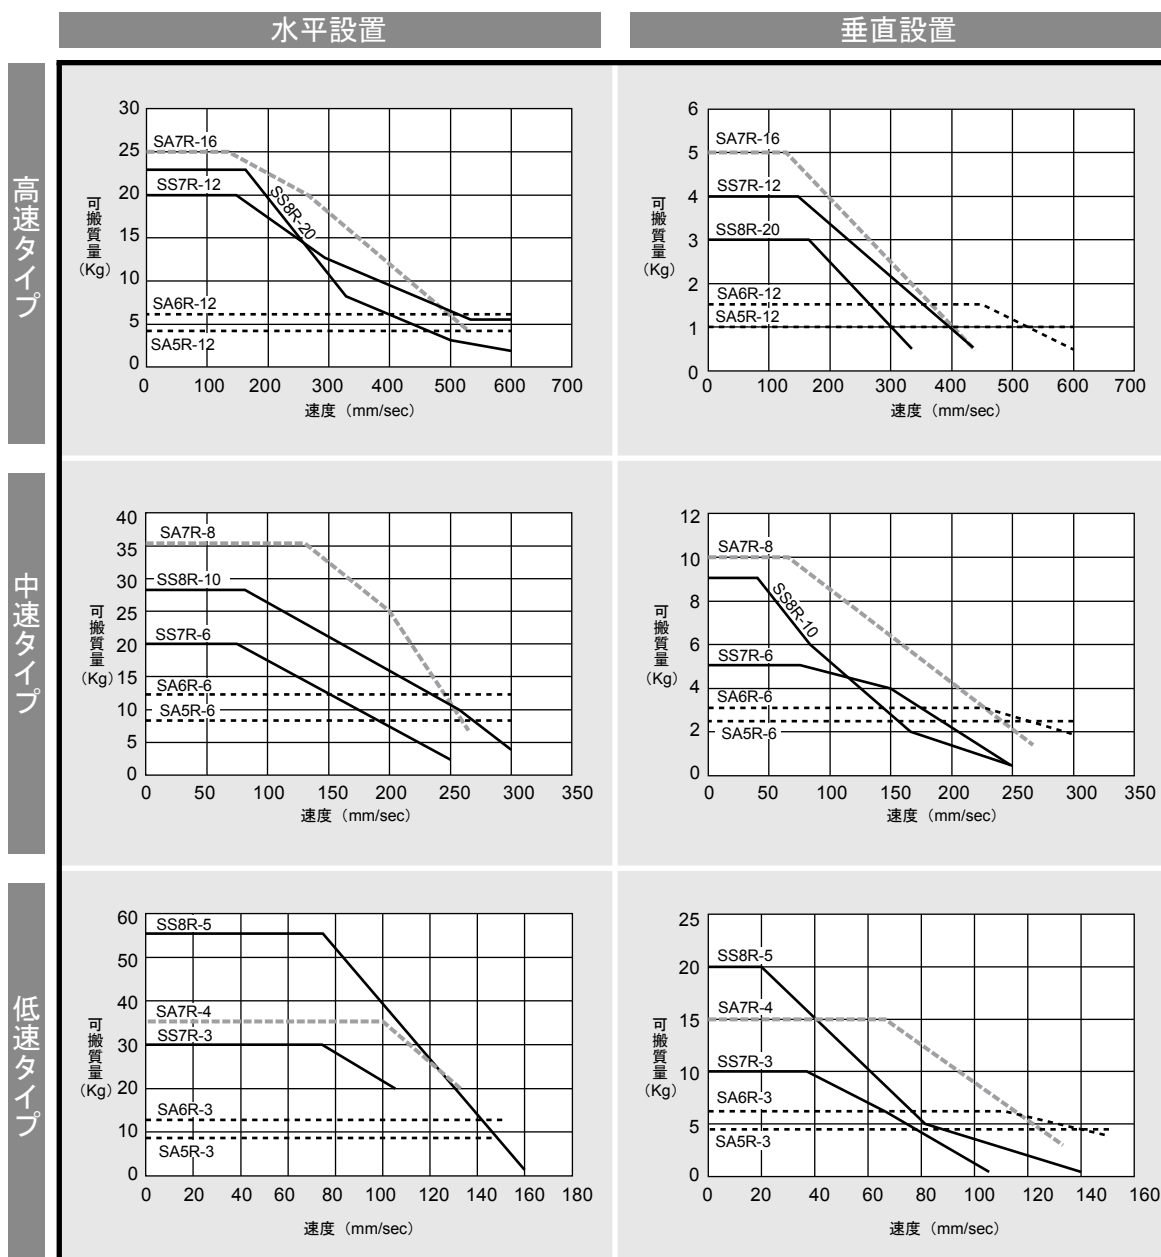 水平設置
垂直設置
高速タイプ
30
25
20
15
10
5
0
可搬質量
(Kg)
SA7R-16
SS7R-12
SS8R-20
SA6R-12
SA5R-12
0 100 200 300 400 500 600 700
速度（mm/sec）
6
5
4
3
2
1
0
可搬質量
(Kg)
SA7R-16
SS7R-12
SS8R-20
SA6R-12
SA5R-12
0 100 200 300 400 500 600 700
速度（mm/sec）
中速タイプ
40
35
30
25
20
15
10
5
0
可搬質量
(Kg)
SA7R-8
SS8R-10
SS7R-6
SA6R-6
SA5R-6
0 50 100 150 200 250 300 350
速度（mm/sec）
12
10
8
6
4
2
0
可搬質量
(Kg)
SA7R-8
SS8R-10
SS7R-6
SA6R-6
SA5R-6
0 50 100 150 200 250 300 350
速度（mm/sec）
低速タイプ
60
50
40
30
20
10
0
可搬質量
(Kg)
SS8R-5
SA7R-4
SS7R-3
SA6R-3
SA5R-3
0 20 40 60 80 100 120 140 160 180
速度（mm/sec）
25
20
15
10
5
0
可搬質量
(Kg)
SS8R-5
SA7R-4
SS7R-3
SA6R-3
SA5R-3
0 20 40 60 80 100 120 140 160
速度（mm/sec）